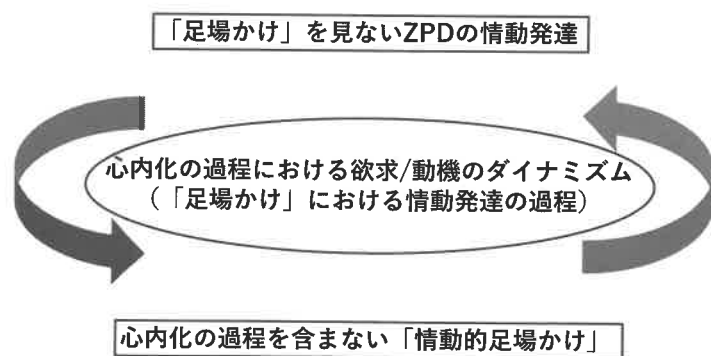 「足場かけ」を見ないZPDの情動発達
心内化の過程における欲求/動機のダイナミズム
(「足場かけ」における情動発達の過程)
心内化の過程を含まない「情動的足場かけ」